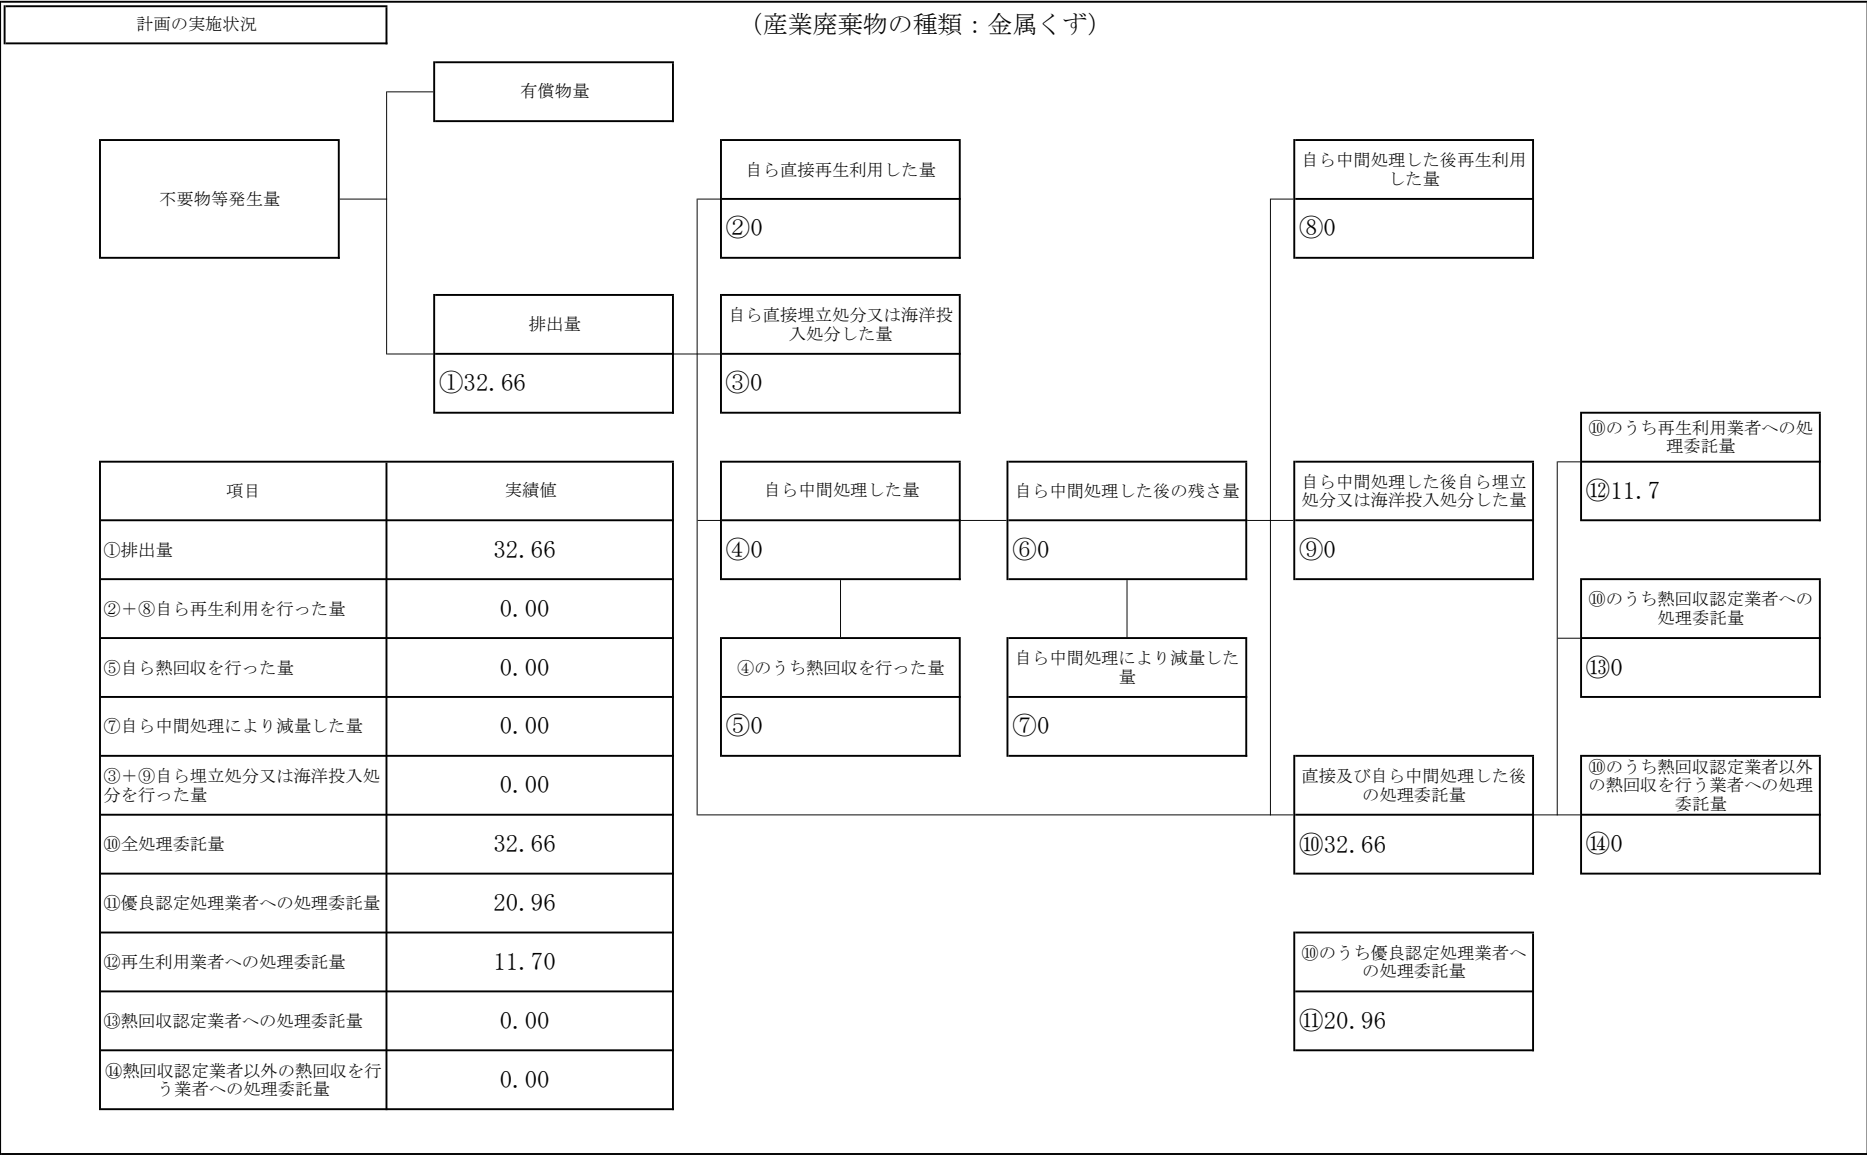 計画の実施状況
（産業廃棄物の種類：金属くず）
有償物量
不要物等発生量
自ら直接再生利用した量
②0
自ら中間処理した後再生利用
した量
⑧0
排出量
①32.66
自ら直接埋立処分又は海洋投
入処分した量
③0
⑩のうち再生利用業者への処
理委託量
⑫11.7
自ら中間処理した量
④0
自ら中間処理した後の残さ量
⑥0
自ら中間処理した後自ら埋立
処分又は海洋投入処分した量
⑨0
⑩のうち熱回収認定業者への
処理委託量
⑬0
④のうち熱回収を行った量
⑤0
自ら中間処理により減量した
量
⑦0
直接及び自ら中間処理した後
の処理委託量
⑩32.66
⑩のうち熱回収認定業者以外
の熱回収を行う業者への処理
委託量
⑭0
⑩のうち優良認定処理業者へ
の処理委託量
⑪20.96
項目 実績値
①排出量 32.66
②＋⑧自ら再生利用を行った量 0.00
⑤自ら熱回収を行った量 0.00
⑦自ら中間処理により減量した量 0.00
③＋⑨自ら埋立処分又は海洋投入処
分を行った量 0.00
⑩全処理委託量 32.66
⑪優良認定処理業者への処理委託量 20.96
⑫再生利用業者への処理委託量 11.70
⑬熱回収認定業者への処理委託量 0.00
⑭熱回収認定業者以外の熱回収を行
う業者への処理委託量 0.00